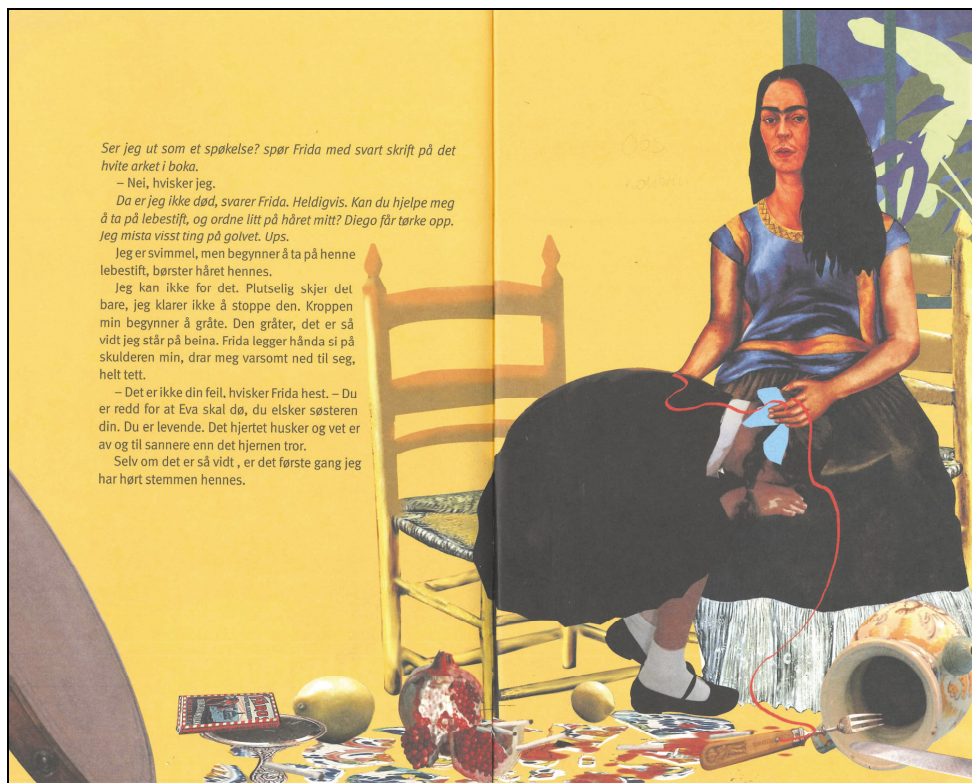 Ser jeg ut som et spøkelse? spør Frida med svart skrift på det
hvite arket i boka.
– Nei, hvisker jeg.
Da er jeg ikke død, svarer Frida. Heldigvis. Kan du hjelpe meg
å ta på lebestift, og ordne litt på håret mitt? Diego får tørke opp.
Jeg mista visst ting på golvet. Ups.
Jeg er svimmel, men begynner å ta på henne
lebestift, børster håret hennes.
Jeg kan ikke for det. Plutselig skjer det
bare, jeg klarer ikke å stoppe den. Kroppen
min begynner å gråte. Den gråter, det er så
vidt jeg står på beina. Frida legger hånda si på
skulderen min, drar meg varsomt ned til seg,
helt tett.
– Det er ikke din feil, hvisker Frida hest. – Du
er redd for at Eva skal dø, du elsker søsteren
din. Du er levende. Det hjertet husker og vet er
av og til sannere enn det hjernen tror.
Selv om det er så vidt , er det første gang jeg
har hørt stemmen hennes.